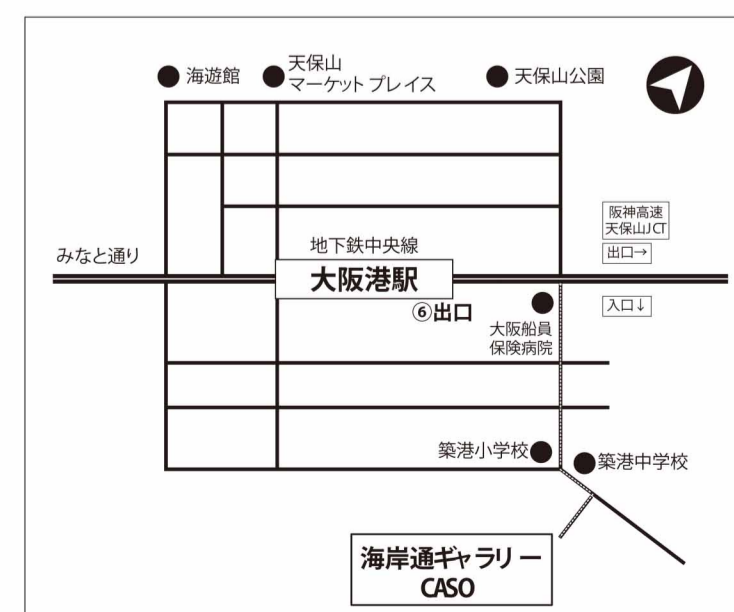 海遊館
天保山
マーケット プレイス
天保山公園
阪神高速
天保山JCT
出口→
みなと通り
地下鉄中央線
大阪港駅
⑥出口
入口↓
大阪船員
保険病院
築港小学校
築港中学校
海岸通ギャラリー
CASO